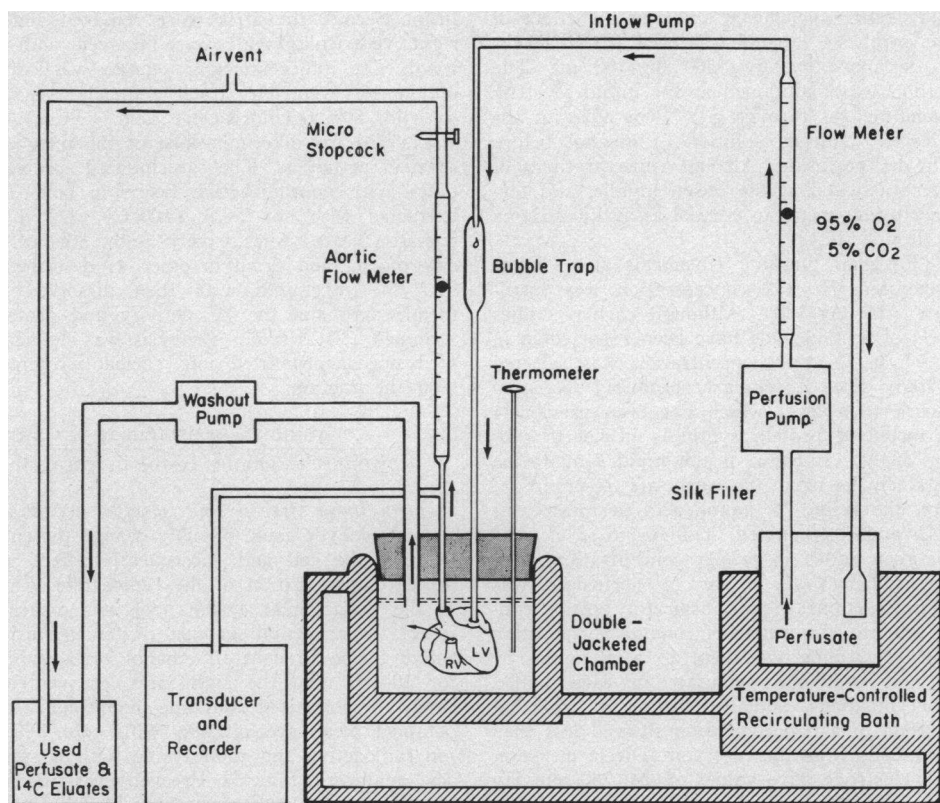 Inflow Pump
Airvent
Micro
Stopcock
Flow Meter
95% O2
5% CO2
Aortic
Flow Meter
Bubble Trap
Thermometer
Washout
Pump
Perfusion
Pump
Silk Filter
Double-
Jacketed
Chamber
Perfusate
LV
RV
Temperature-Controlled
Recirculating Bath
Transducer
and
Recorder
Used
Perfusate &
14C Eluates